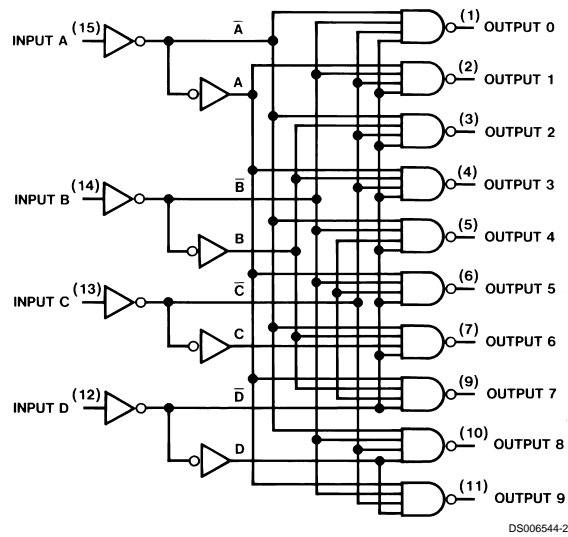 INPUT A (15)
A̅
A
(1) OUTPUT 0
(2) OUTPUT 1
(3) OUTPUT 2
INPUT B (14)
B̅
B
(4) OUTPUT 3
(5) OUTPUT 4
INPUT C (13)
C̅
C
(6) OUTPUT 5
(7) OUTPUT 6
INPUT D (12)
D̅
D
(9) OUTPUT 7
(10) OUTPUT 8
(11) OUTPUT 9
DS006544-2